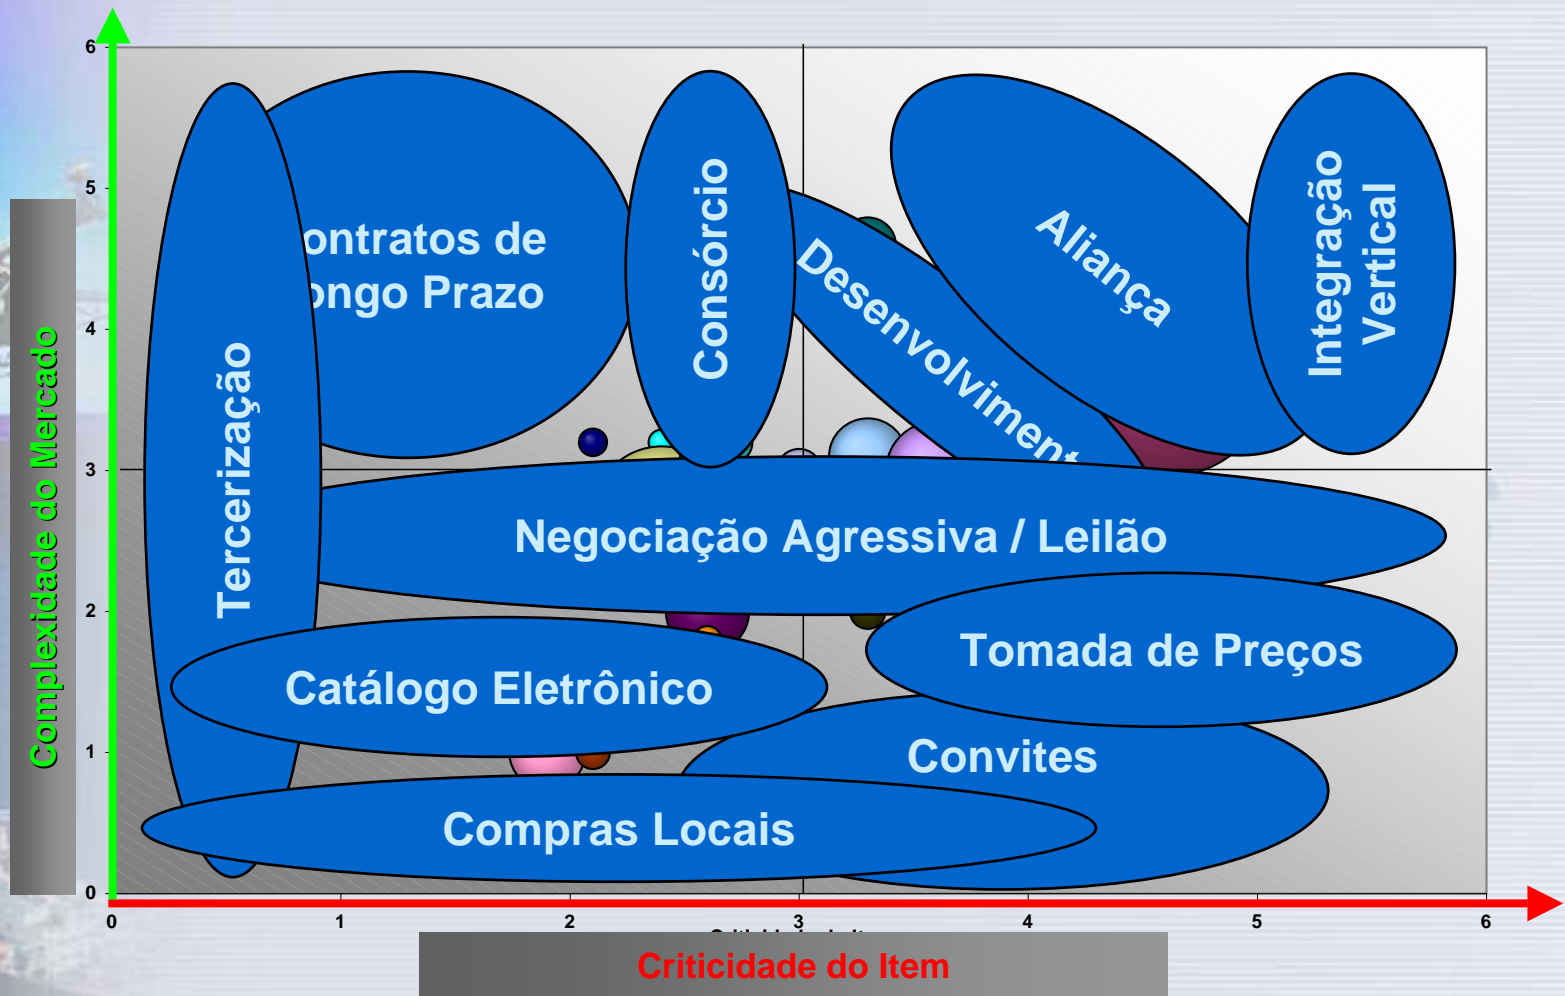 6
5
4
3
2
1
0
0 1 2 3 4 5 6
Complexidade do Mercado
Criticidade do Item
Tercerização
ontratos de
ongo Prazo
Consórcio
Desenvolviment
Aliança
Integração
Vertical
Negociação Agressiva / Leilão
Tomada de Preços
Catálogo Eletrônico
Convites
Compras Locais